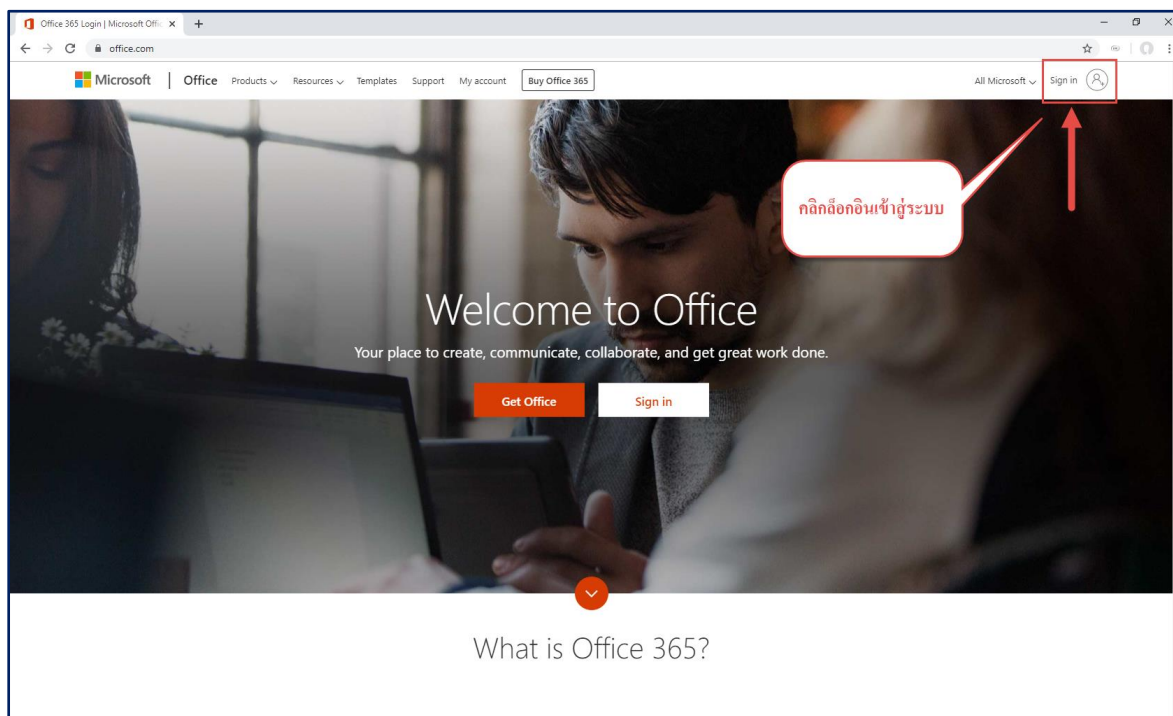 Office 365 Login | Microsoft Offic
office.com
Microsoft | Office Products Resources Templates Support My account Buy Office 365 All Microsoft Sign in
คลิกล็อกอินเข้าสู่ระบบ
Welcome to Office
Your place to create, communicate, collaborate, and get great work done.
Get Office Sign in
What is Office 365?